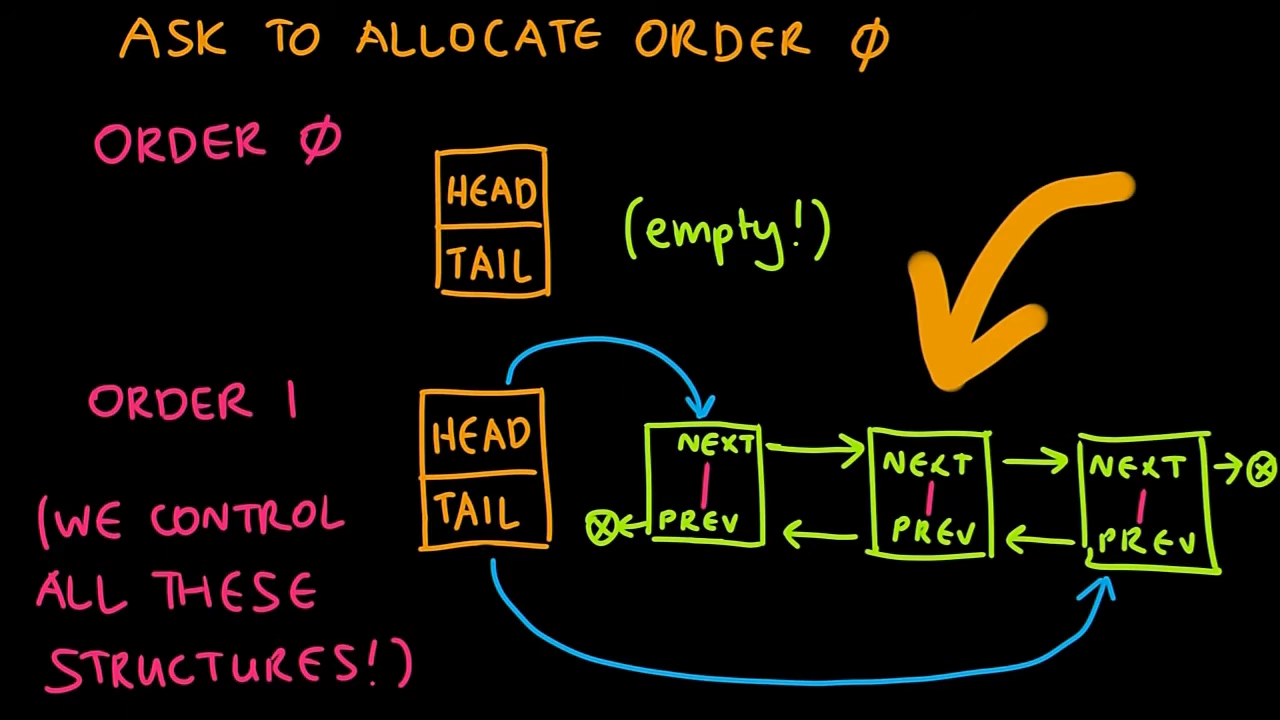 ASK TO ALLOCATE ORDER Ø
ORDER Ø
HEAD
TAIL
(empty!)
ORDER 1
HEAD
TAIL
NEXT
PREV
NEXT
PREV
NEXT
PREV
(WE CONTROL
ALL THESE
STRUCTURES!)